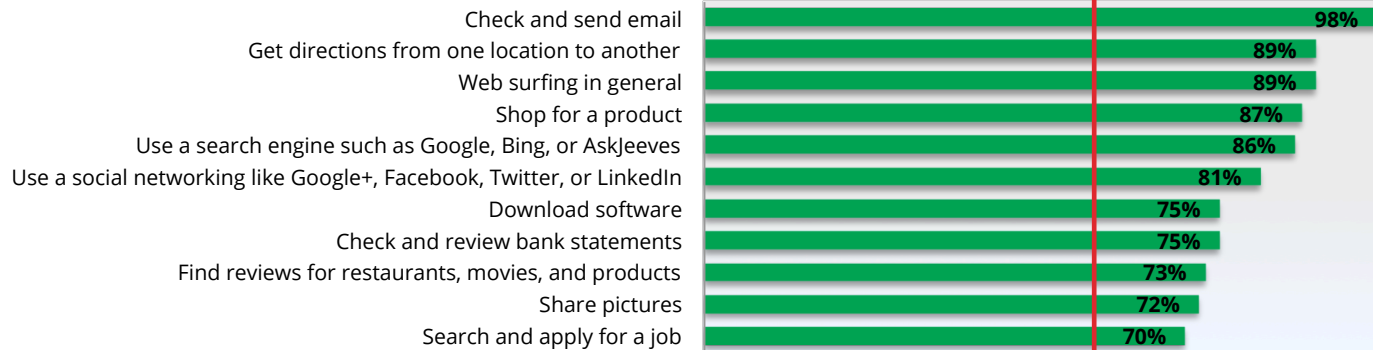 Check and send email 98%
Get directions from one location to another 89%
Web surfing in general 89%
Shop for a product 87%
Use a search engine such as Google, Bing, or AskJeeves 86%
Use a social networking like Google+, Facebook, Twitter, or LinkedIn 81%
Download software 75%
Check and review bank statements 75%
Find reviews for restaurants, movies, and products 73%
Share pictures 72%
Search and apply for a job 70%